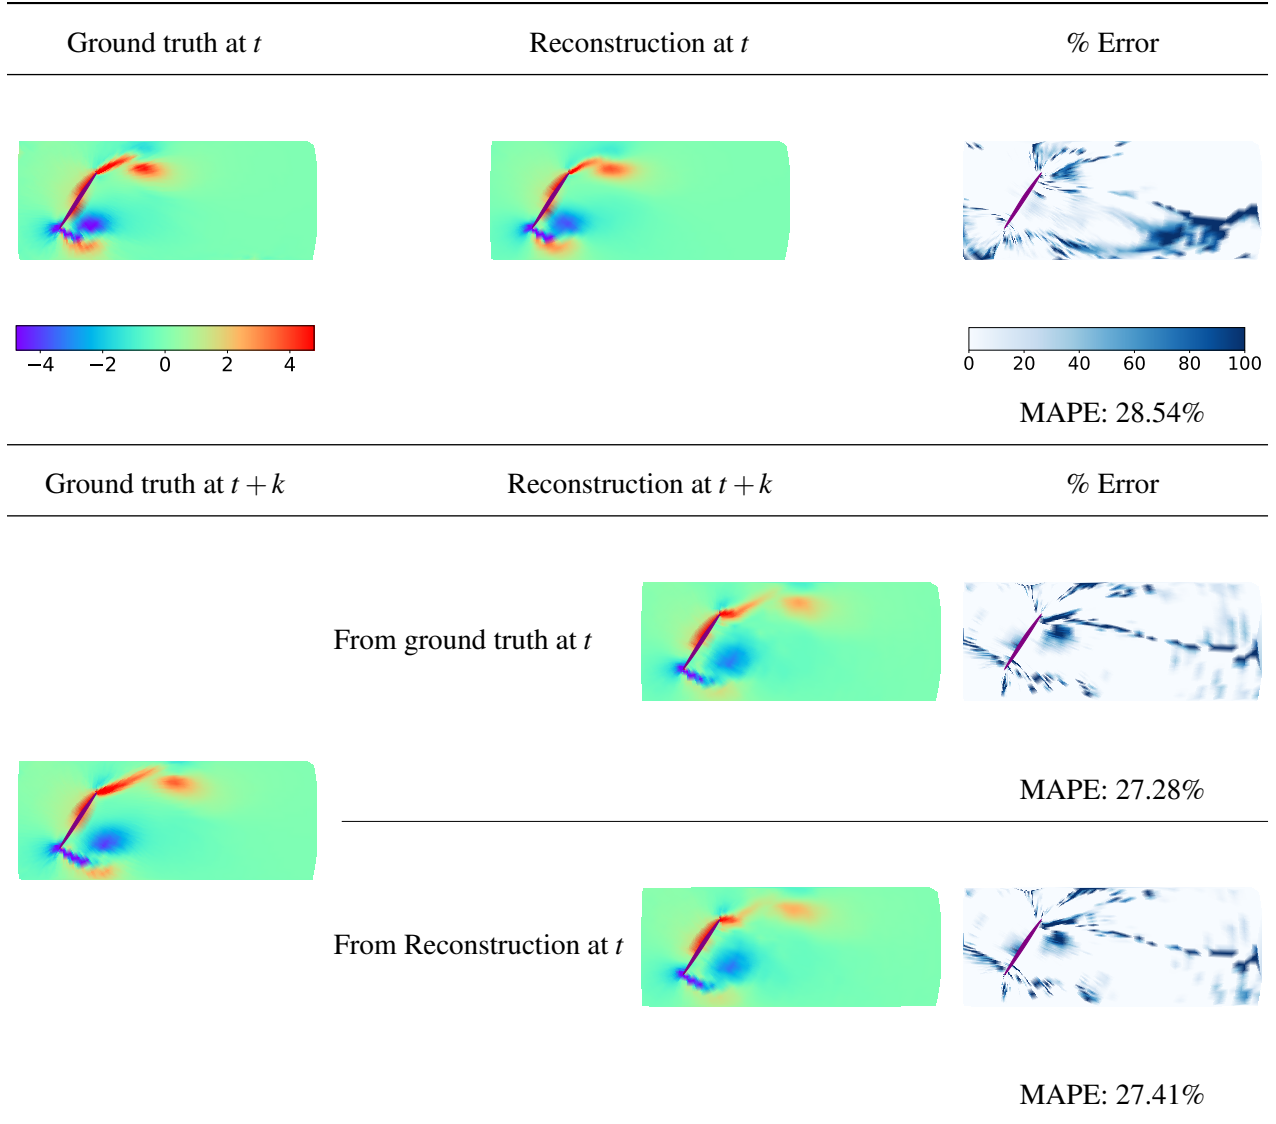 Ground truth at t
Reconstruction at t
% Error
−4 −2 0 2 4
0 20 40 60 80 100
MAPE: 28.54%
Ground truth at t + k
Reconstruction at t + k
% Error
From ground truth at t
MAPE: 27.28%
From Reconstruction at t
MAPE: 27.41%